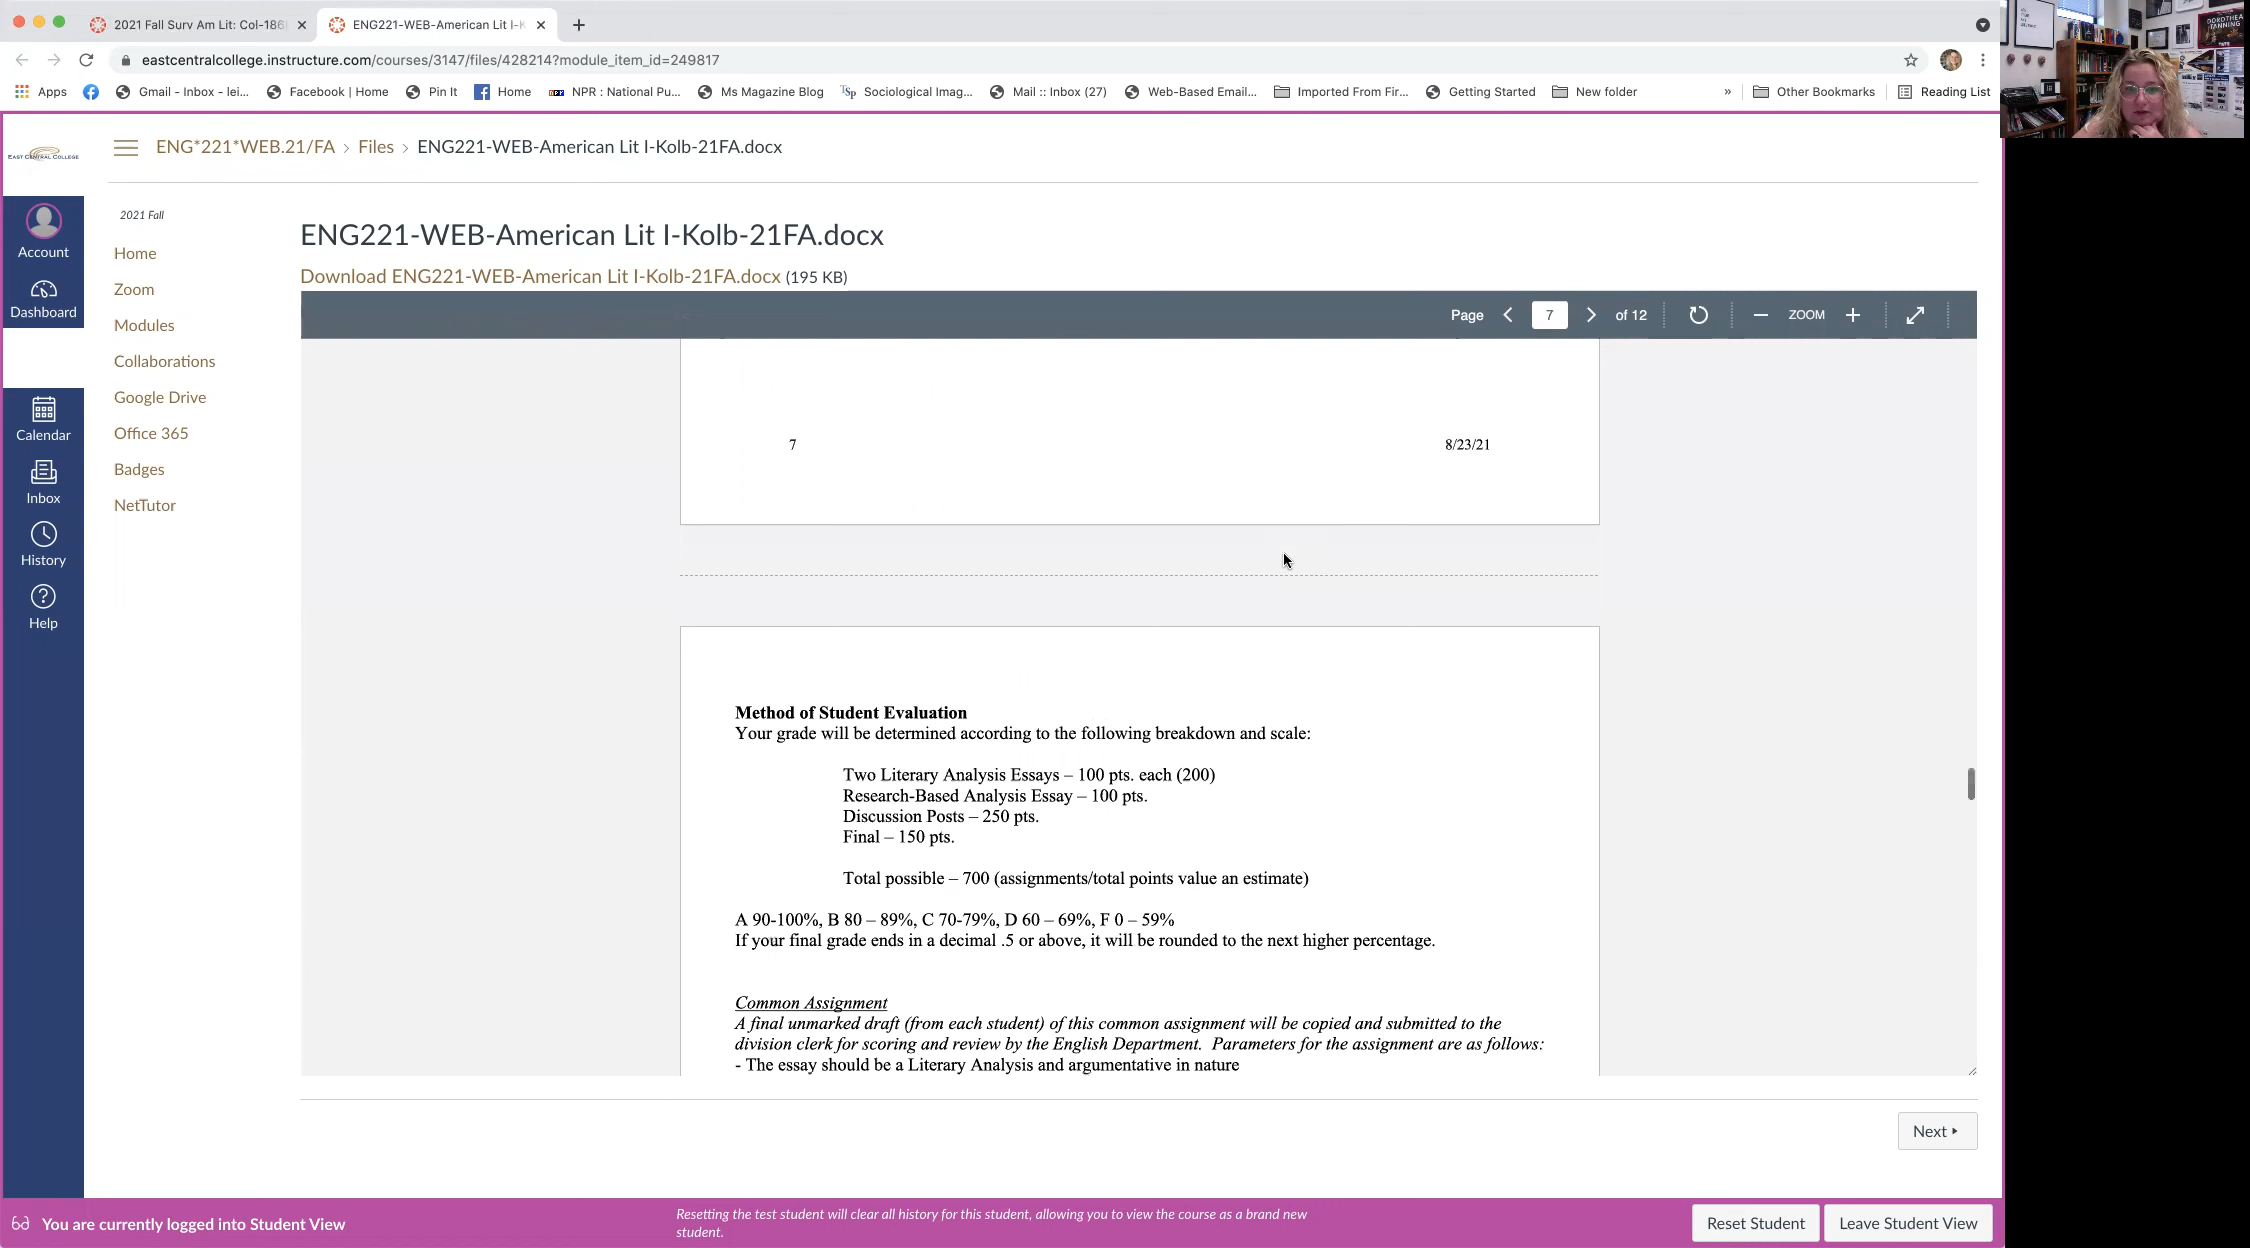 2021 Fall Surv Am Lit: Col-186
ENG221-WEB-American Lit I-K
eastcentralcollege.instructure.com/courses/3147/files/428214?module_item_id=249817
Apps
Gmail - Inbox - lei...
Facebook | Home
Pin It
Home
NPR : National Pu...
Ms Magazine Blog
Sociological Imag...
Mail :: Inbox (27)
Web-Based Email...
Imported From Fir...
Getting Started
New folder
»
Other Bookmarks
Reading List
DOROTHEA
TANNING
EAST CENTRAL COLLEGE
ENG*221*WEB.21/FA › Files › ENG221-WEB-American Lit I-Kolb-21FA.docx
Account
Dashboard
Calendar
Inbox
History
Help
2021 Fall
Home
Zoom
Modules
Collaborations
Google Drive
Office 365
Badges
NetTutor
ENG221-WEB-American Lit I-Kolb-21FA.docx
Download ENG221-WEB-American Lit I-Kolb-21FA.docx (195 KB)
Page 7 of 12 ZOOM
7 8/23/21
Method of Student Evaluation
Your grade will be determined according to the following breakdown and scale:
Two Literary Analysis Essays – 100 pts. each (200)
Research-Based Analysis Essay – 100 pts.
Discussion Posts – 250 pts.
Final – 150 pts.
Total possible – 700 (assignments/total points value an estimate)
A 90-100%, B 80 – 89%, C 70-79%, D 60 – 69%, F 0 – 59%
If your final grade ends in a decimal .5 or above, it will be rounded to the next higher percentage.
Common Assignment
A final unmarked draft (from each student) of this common assignment will be copied and submitted to the
division clerk for scoring and review by the English Department. Parameters for the assignment are as follows:
- The essay should be a Literary Analysis and argumentative in nature
Next
You are currently logged into Student View
Resetting the test student will clear all history for this student, allowing you to view the course as a brand new
student.
Reset Student
Leave Student View